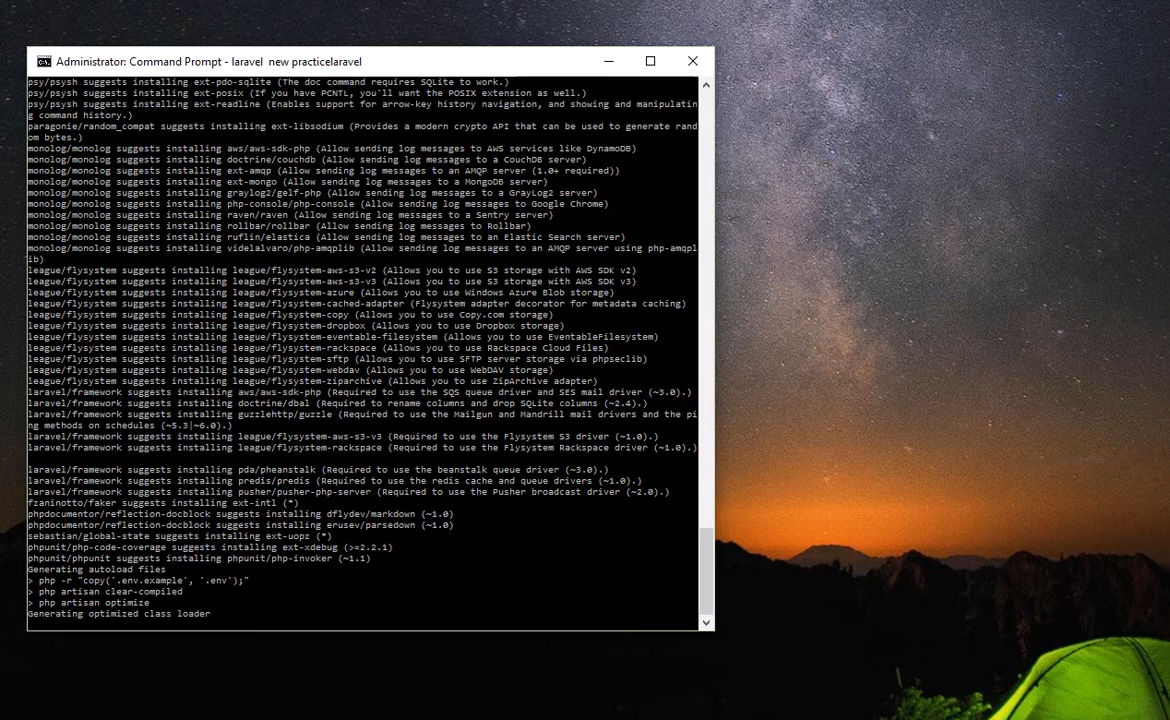 Administrator: Command Prompt - laravel  new practicelaravel
psy/psysh suggests installing ext-pdo-sqlite (The doc command requires SQLite to work.)
psy/psysh suggests installing ext-posix (If you have PCNTL, you'll want the POSIX extension as well.)
psy/psysh suggests installing ext-readline (Enables support for arrow-key history navigation, and showing and manipulatin
g command history.)
paragonie/random_compat suggests installing ext-libsodium (Provides a modern crypto API that can be used to generate rand
om bytes.)
monolog/monolog suggests installing aws/aws-sdk-php (Allow sending log messages to AWS services like DynamoDB)
monolog/monolog suggests installing doctrine/couchdb (Allow sending log messages to a CouchDB server)
monolog/monolog suggests installing ext-amqp (Allow sending log messages to an AMQP server (1.0+ required))
monolog/monolog suggests installing ext-mongo (Allow sending log messages to a MongoDB server)
monolog/monolog suggests installing graylog2/gelf-php (Allow sending log messages to a GrayLog2 server)
monolog/monolog suggests installing php-console/php-console (Allow sending log messages to Google Chrome)
monolog/monolog suggests installing raven/raven (Allow sending log messages to a Sentry server)
monolog/monolog suggests installing rollbar/rollbar (Allow sending log messages to Rollbar)
monolog/monolog suggests installing ruflin/elastica (Allow sending log messages to an Elastic Search server)
monolog/monolog suggests installing videlalvaro/php-amqplib (Allow sending log messages to an AMQP server using php-amqpl
ib)
league/flysystem suggests installing league/flysystem-aws-s3-v2 (Allows you to use S3 storage with AWS SDK v2)
league/flysystem suggests installing league/flysystem-aws-s3-v3 (Allows you to use S3 storage with AWS SDK v3)
league/flysystem suggests installing league/flysystem-azure (Allows you to use Windows Azure Blob storage)
league/flysystem suggests installing league/flysystem-cached-adapter (Flysystem adapter decorator for metadata caching)
league/flysystem suggests installing league/flysystem-copy (Allows you to use Copy.com storage)
league/flysystem suggests installing league/flysystem-dropbox (Allows you to use Dropbox storage)
league/flysystem suggests installing league/flysystem-eventable-filesystem (Allows you to use EventableFilesystem)
league/flysystem suggests installing league/flysystem-rackspace (Allows you to use Rackspace Cloud Files)
league/flysystem suggests installing league/flysystem-sftp (Allows you to use SFTP server storage via phpseclib)
league/flysystem suggests installing league/flysystem-webdav (Allows you to use WebDAV storage)
league/flysystem suggests installing league/flysystem-ziparchive (Allows you to use ZipArchive adapter)
laravel/framework suggests installing aws/aws-sdk-php (Required to use the SQS queue driver and SES mail driver (~3.0).)
laravel/framework suggests installing doctrine/dbal (Required to rename columns and drop SQLite columns (~2.4).)
laravel/framework suggests installing guzzlehttp/guzzle (Required to use the Mailgun and Mandrill mail drivers and the pi
ng methods on schedules (~5.3|~6.0).)
laravel/framework suggests installing league/flysystem-aws-s3-v3 (Required to use the Flysystem S3 driver (~1.0).)
laravel/framework suggests installing league/flysystem-rackspace (Required to use the Flysystem Rackspace driver (~1.0).)
laravel/framework suggests installing pda/pheanstalk (Required to use the beanstalk queue driver (~3.0).)
laravel/framework suggests installing predis/predis (Required to use the redis cache and queue drivers (~1.0).)
laravel/framework suggests installing pusher/pusher-php-server (Required to use the Pusher broadcast driver (~2.0).)
fzaninotto/faker suggests installing ext-intl (*)
phpdocumentor/reflection-docblock suggests installing dflydev/markdown (~1.0)
phpdocumentor/reflection-docblock suggests installing erusev/parsedown (~1.0)
sebastian/global-state suggests installing ext-uopz (*)
phpunit/php-code-coverage suggests installing ext-xdebug (>=2.2.1)
phpunit/phpunit suggests installing phpunit/php-invoker (~1.1)
Generating autoload files
> php -r "copy('.env.example', '.env');"
> php artisan clear-compiled
> php artisan optimize
Generating optimized class loader